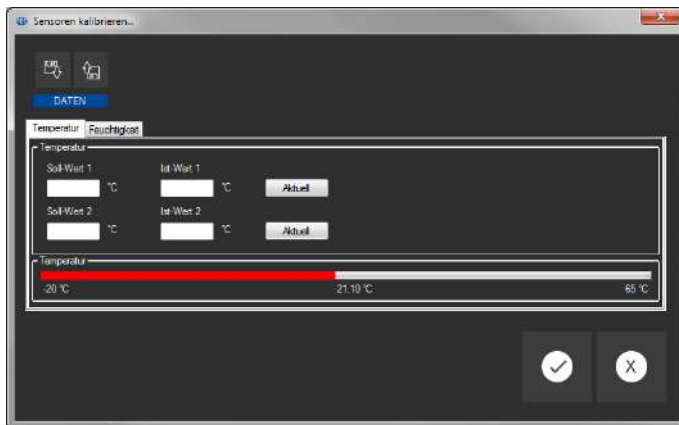 Sensoren kalibrieren...
DATEN
Temperatur Feuchtigkeit
Temperatur
Soll-Wert 1 Ist-Wert 1
°C °C Aktuell
Soll-Wert 2 Ist-Wert 2
°C °C Aktuell
Temperatur
-20 °C 21.10 °C 65 °C
X